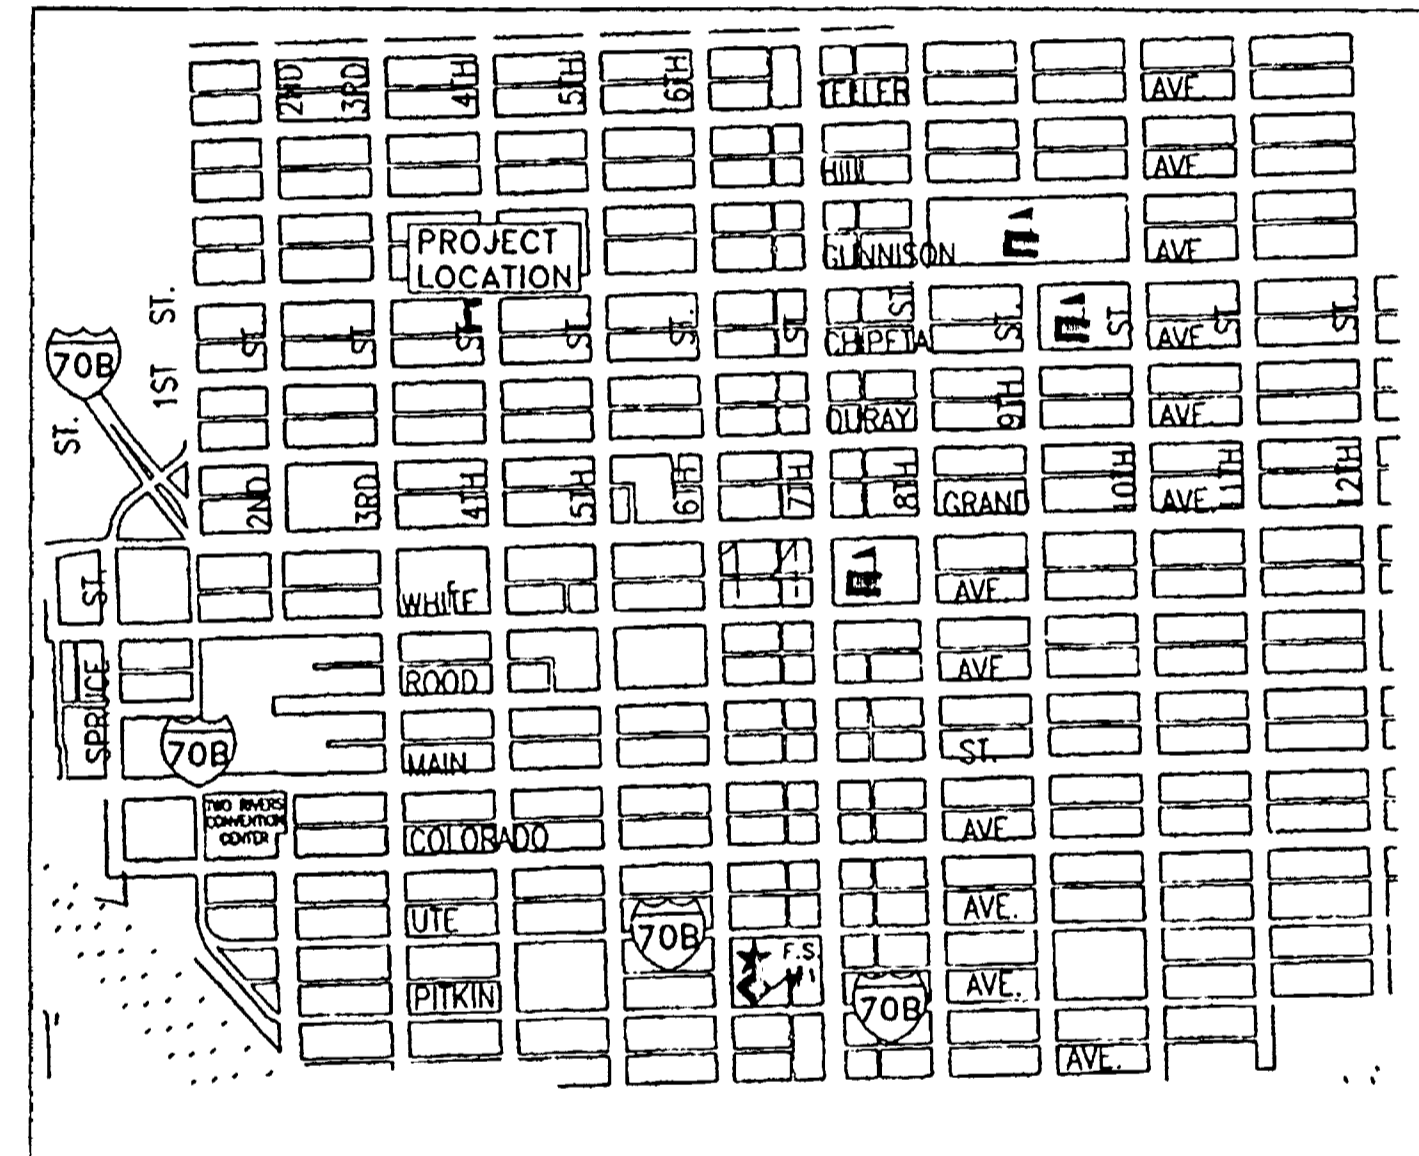 2ND 3RD 4TH 5TH 6TH
TELLER AVE.
HILL AVE
PROJECT
LOCATION
GUNNISON AVE
1ST ST.
ST ST ST ST ST. ST ST. ST. ST ST ST.
CHIPETA AVE
70B
ST.
OURAY 9TH AVE
2ND 3RD 4TH 5TH 6TH 7TH 8TH 10TH 11TH 12TH
GRAND AVE.
SPRUCE ST.
WHITE AVE
ROOD AVE
70B
MAIN ST.
TWO RIVERS
CONVENTION
CENTER
COLORADO AVE
UTE AVE.
70B
F.S.
PITKIN AVE.
70B
AVE.